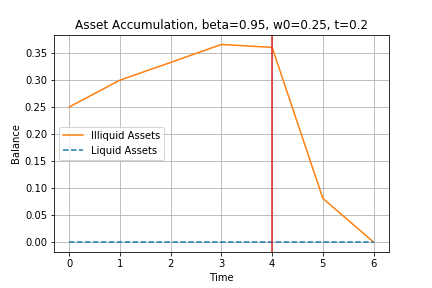 Asset Accumulation, beta=0.95, w0=0.25, t=0.2
0.35
0.30
0.25
0.20
0.15
0.10
0.05
0.00
Balance
Illiquid Assets
Liquid Assets
0 1 2 3 4 5 6
Time